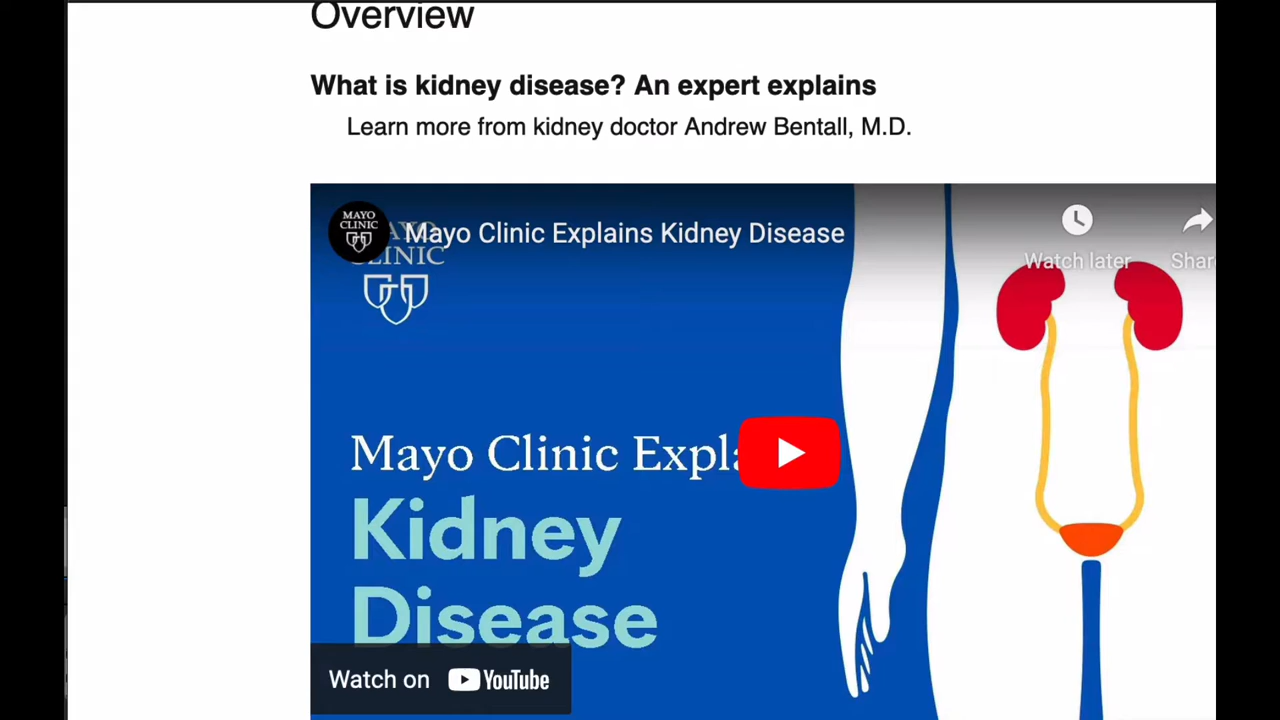 Overview
What is kidney disease? An expert explains
Learn more from kidney doctor Andrew Bentall, M.D.
MAYO CLINIC
Mayo Clinic Explains Kidney Disease
CLINIC
Watch later
Mayo Clinic
Kidney
Disease
Watch on YouTube